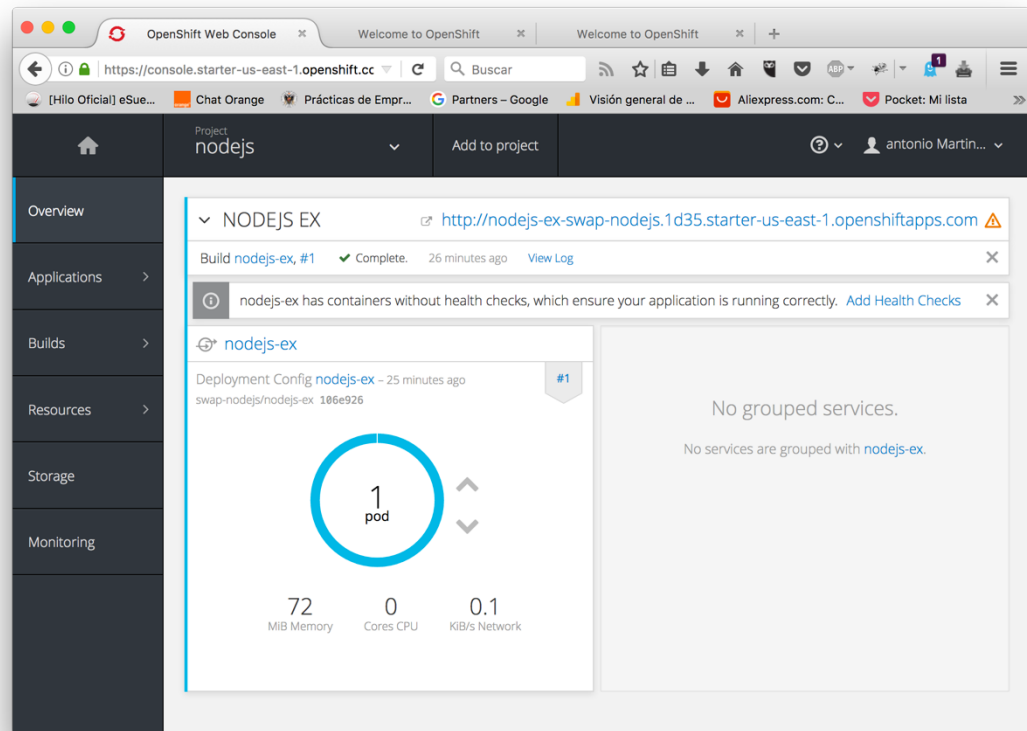 OpenShift Web Console
Welcome to OpenShift
Welcome to OpenShift
https://console.starter-us-east-1.openshift.cc
Buscar
ABP
1
[Hilo Oficial] eSue...
Chat Orange
Prácticas de Empr...
Partners – Google
Visión general de ...
Aliexpress.com: C...
Pocket: Mi lista
Project
nodejs
Add to project
antonio Martin...
Overview
Applications
Builds
Resources
Storage
Monitoring
NODEJS EX
http://nodejs-ex-swap-nodejs.1d35.starter-us-east-1.openshiftapps.com
Build nodejs-ex, #1 Complete. 26 minutes ago View Log
nodejs-ex has containers without health checks, which ensure your application is running correctly. Add Health Checks
nodejs-ex
Deployment Config nodejs-ex – 25 minutes ago
#1
swap-nodejs/nodejs-ex 106e926
1
pod
72
MiB Memory
0
Cores CPU
0.1
KiB/s Network
No grouped services.
No services are grouped with nodejs-ex.